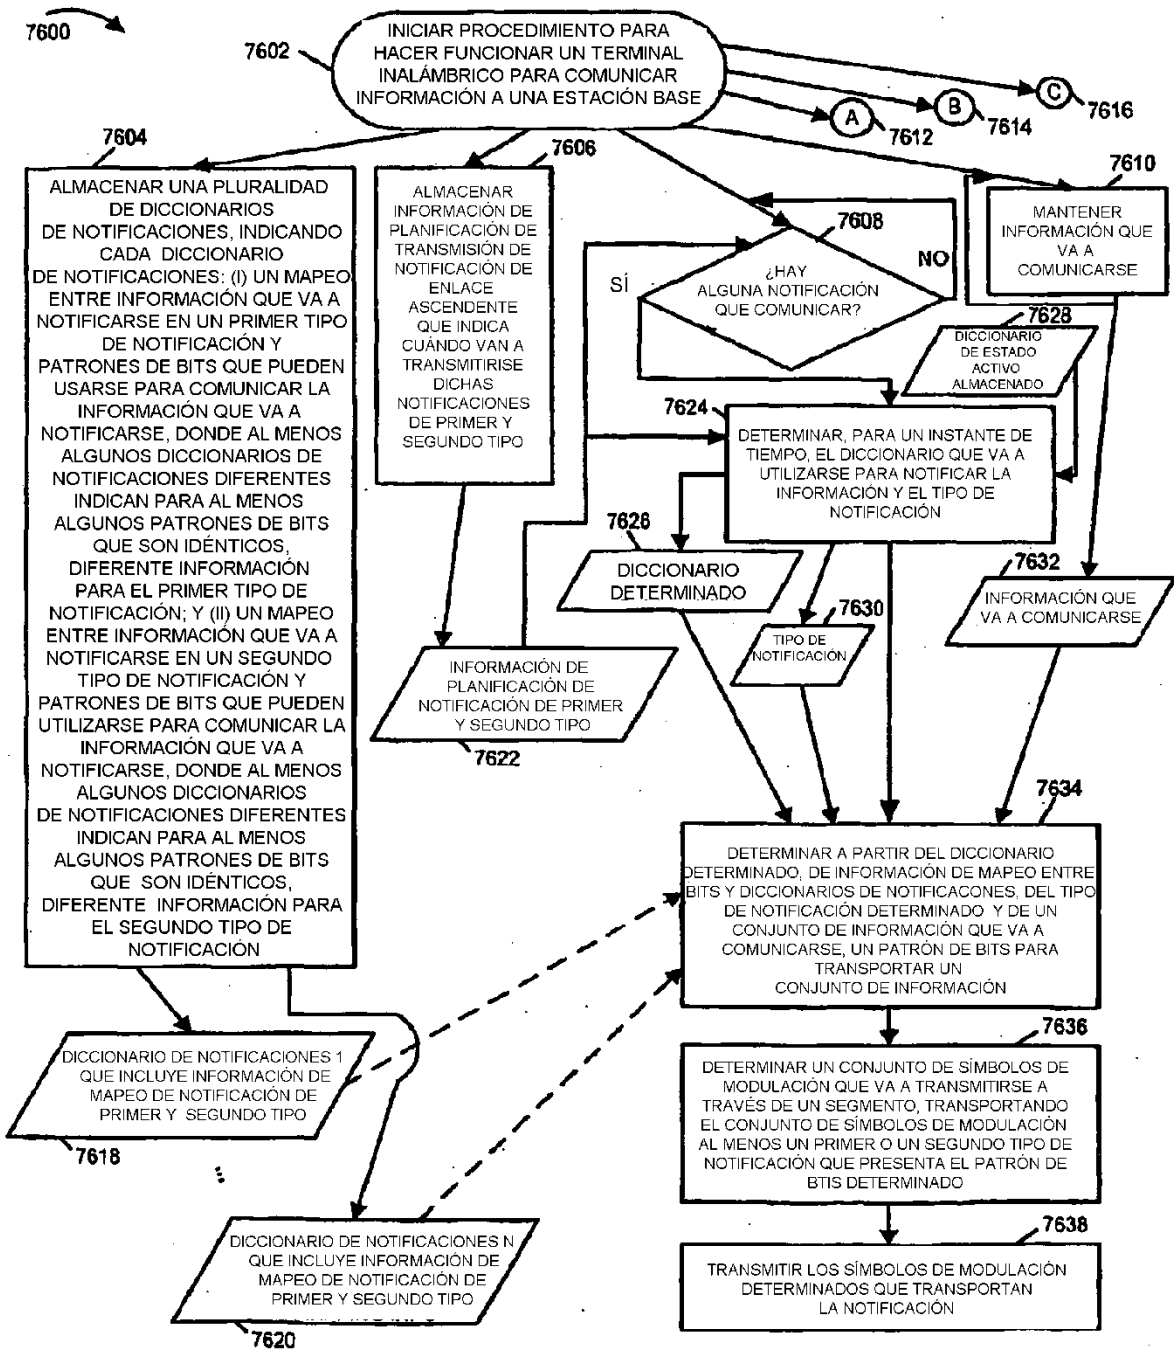 7600
7602
INICIAR PROCEDIMIENTO PARA
HACER FUNCIONAR UN TERMINAL
INALÁMBRICO PARA COMUNICAR
INFORMACIÓN A UNA ESTACIÓN BASE
A
7612
B
7614
C
7616
7604
ALMACENAR UNA PLURALIDAD
DE DICCIONARIOS
DE NOTIFICACIONES, INDICANDO
CADA DICCIONARIO
DE NOTIFICACIONES: (I) UN MAPEO
ENTRE INFORMACIÓN QUE VA A
NOTIFICARSE EN UN PRIMER TIPO
DE NOTIFICACIÓN Y
PATRONES DE BITS QUE PUEDEN
USARSE PARA COMUNICAR LA
INFORMACIÓN QUE VA A
NOTIFICARSE, DONDE AL MENOS
ALGUNOS DICCIONARIOS DE
NOTIFICACIONES DIFERENTES
INDICAN PARA AL MENOS
ALGUNOS PATRONES DE BITS
QUE SON IDÉNTICOS,
DIFERENTE INFORMACIÓN
PARA EL PRIMER TIPO DE
NOTIFICACIÓN; Y (II) UN MAPEO
ENTRE INFORMACIÓN QUE VA A
NOTIFICARSE EN UN SEGUNDO
TIPO DE NOTIFICACIÓN Y
PATRONES DE BITS QUE PUEDEN
UTILIZARSE PARA COMUNICAR LA
INFORMACIÓN QUE VA A
NOTIFICARSE, DONDE AL MENOS
ALGUNOS DICCIONARIOS
DE NOTIFICACIONES DIFERENTES
INDICAN PARA AL MENOS
ALGUNOS PATRONES DE BITS
QUE SON IDÉNTICOS,
DIFERENTE INFORMACIÓN PARA
EL SEGUNDO TIPO DE
NOTIFICACIÓN
7606
ALMACENAR
INFORMACIÓN DE
PLANIFICACIÓN DE
TRANSMISIÓN DE
NOTIFICACIÓN DE
ENLACE
ASCENDENTE
QUE INDICA
CUÁNDO VAN A
TRANSMITIRISE
DICHAS
NOTIFICACIONES
DE PRIMER
Y SEGUNDO TIPO
7608
¿HAY
ALGUNA NOTIFICACIÓN
QUE COMUNICAR?
SÍ
NO
7610
MANTENER
INFORMACIÓN QUE
VA A
COMUNICARSE
7628
DICCIONARIO
DE ESTADO
ACTIVO
ALMACENADO
7624
DETERMINAR, PARA UN INSTANTE DE
TIEMPO, EL DICCIONARIO QUE VA A
UTILIZARSE PARA NOTIFICAR LA
INFORMACIÓN Y EL TIPO DE
NOTIFICACIÓN
7626
DICCIONARIO
DETERMINADO
7630
TIPO DE
NOTIFICACIÓN
7632
INFORMACIÓN QUE
VA A COMUNICARSE
INFORMACIÓN DE
PLANIFICACIÓN DE
NOTIFICACIÓN DE PRIMER
Y SEGUNDO TIPO
7622
7634
DETERMINAR A PARTIR DEL DICCIONARIO
DETERMINADO, DE INFORMACIÓN DE MAPEO ENTRE
BITS Y DICCIONARIOS DE NOTIFICACONES, DEL TIPO
DE NOTIFICACIÓN DETERMINADO Y DE UN
CONJUNTO DE INFORMACIÓN QUE VA A
COMUNICARSE, UN PATRÓN DE BITS PARA
TRANSPORTAR UN
CONJUNTO DE INFORMACIÓN
7636
DETERMINAR UN CONJUNTO DE SÍMBOLOS DE
MODULACIÓN QUE VA A TRANSMITIRSE A
TRAVÉS DE UN SEGMENTO, TRANSPORTANDO
EL CONJUNTO DE SÍMBOLOS DE MODULACIÓN
AL MENOS UN PRIMER O UN SEGUNDO TIPO DE
NOTIFICACIÓN QUE PRESENTA EL PATRÓN DE
BTIS DETERMINADO
7638
TRANSMITIR LOS SÍMBOLOS DE MODULACIÓN
DETERMINADOS QUE TRANSPORTAN
LA NOTIFICACIÓN
DICCIONARIO DE NOTIFICACIONES 1
QUE INCLUYE INFORMACIÓN DE
MAPEO DE NOTIFICACIÓN DE
PRIMER Y SEGUNDO TIPO
7618
...
DICCIONARIO DE NOTIFICACIONES N
QUE INCLUYE INFORMACIÓN DE
MAPEO DE NOTIFICACIÓN DE
PRIMER Y SEGUNDO TIPO
7620